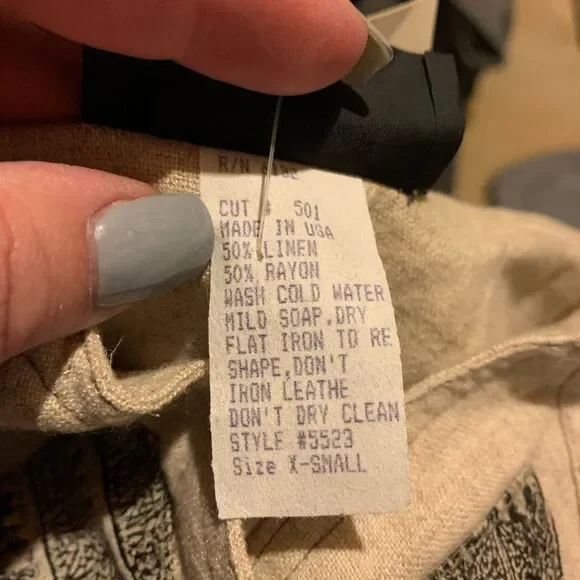 R/N
CUT # 501
MADE IN USA
50% LINEN
50% RAYON
WASH COLD WATER
MILD SOAP.DRY
FLAT IRON TO RE
SHAPE,DON'T
IRON LEATHE
DON'T DRY CLEAN
STYLE #5523
Size X-SMALL